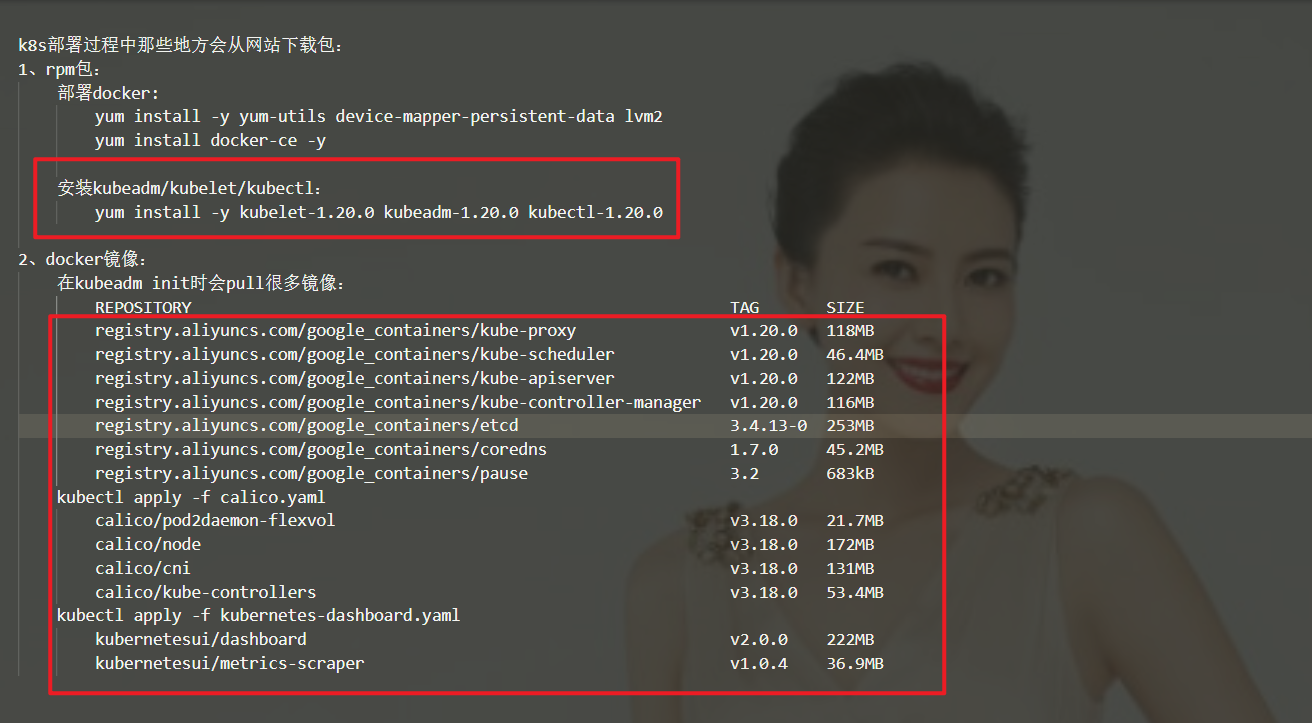 k8s部署过程中那些地方会从网站下载包:
1、rpm包:
部署docker:
yum install -y yum-utils device-mapper-persistent-data lvm2
yum install docker-ce -y
安装kubeadm/kubelet/kubectl:
yum install -y kubelet-1.20.0 kubeadm-1.20.0 kubectl-1.20.0
2、docker镜像:
在kubeadm init时会pull很多镜像:
REPOSITORY TAG SIZE
registry.aliyuncs.com/google_containers/kube-proxy v1.20.0 118MB
registry.aliyuncs.com/google_containers/kube-scheduler v1.20.0 46.4MB
registry.aliyuncs.com/google_containers/kube-apiserver v1.20.0 122MB
registry.aliyuncs.com/google_containers/kube-controller-manager v1.20.0 116MB
registry.aliyuncs.com/google_containers/etcd 3.4.13-0 253MB
registry.aliyuncs.com/google_containers/coredns 1.7.0 45.2MB
registry.aliyuncs.com/google_containers/pause 3.2 683kB
kubectl apply -f calico.yaml
calico/pod2daemon-flexvol v3.18.0 21.7MB
calico/node v3.18.0 172MB
calico/cni v3.18.0 131MB
calico/kube-controllers v3.18.0 53.4MB
kubectl apply -f kubernetes-dashboard.yaml
kubernetesui/dashboard v2.0.0 222MB
kubernetesui/metrics-scraper v1.0.4 36.9MB